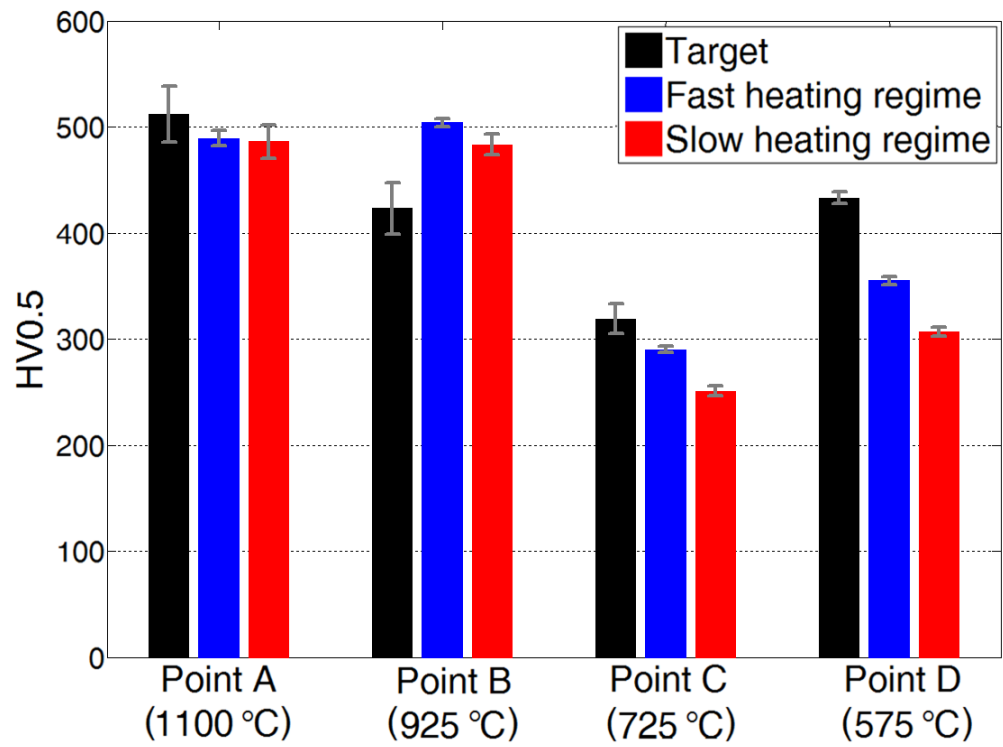 600
500
400
300
200
100
0
HV0.5
Target
Fast heating regime
Slow heating regime
Point A
(1100 °C)
Point B
(925 °C)
Point C
(725 °C)
Point D
(575 °C)